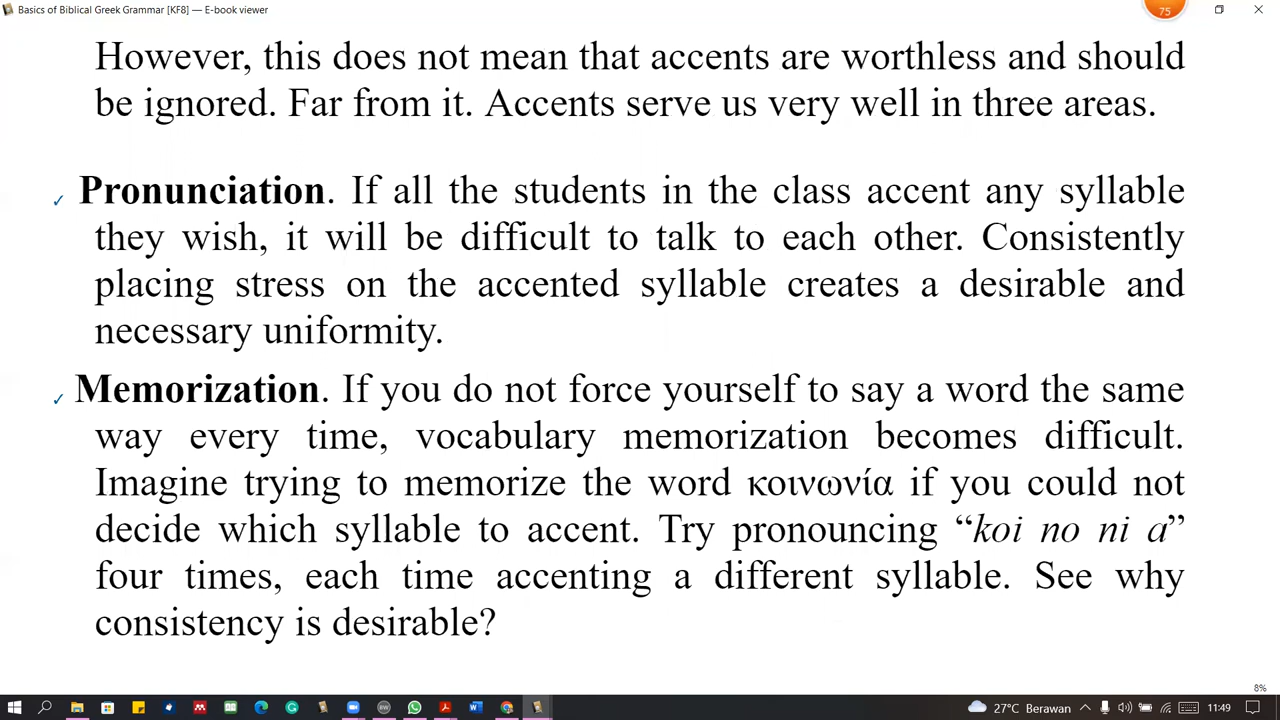 Basics of Biblical Greek Grammar [KF8] — E-book viewer
75
However, this does not mean that accents are worthless and should
be ignored. Far from it. Accents serve us very well in three areas.
✓ Pronunciation. If all the students in the class accent any syllable
they wish, it will be difficult to talk to each other. Consistently
placing stress on the accented syllable creates a desirable and
necessary uniformity.
✓ Memorization. If you do not force yourself to say a word the same
way every time, vocabulary memorization becomes difficult.
Imagine trying to memorize the word κοινωνία if you could not
decide which syllable to accent. Try pronouncing “koi no ni a”
four times, each time accenting a different syllable. See why
consistency is desirable?
8%
27°C Berawan 11:49